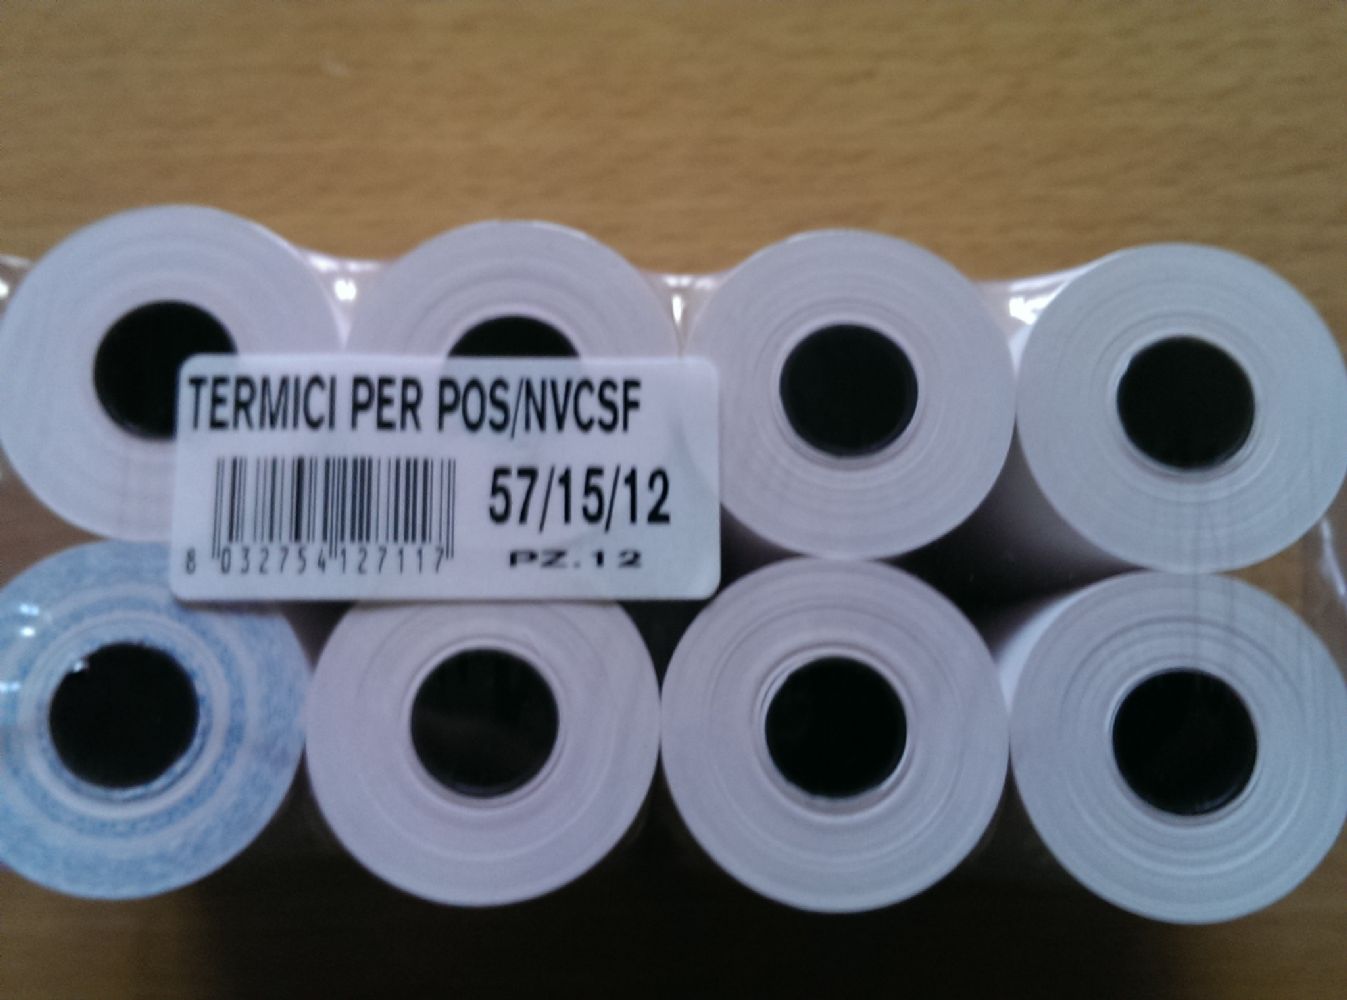 TERMICI PER POS/NVCSF
57/15/12
8 032754 127117
PZ.12